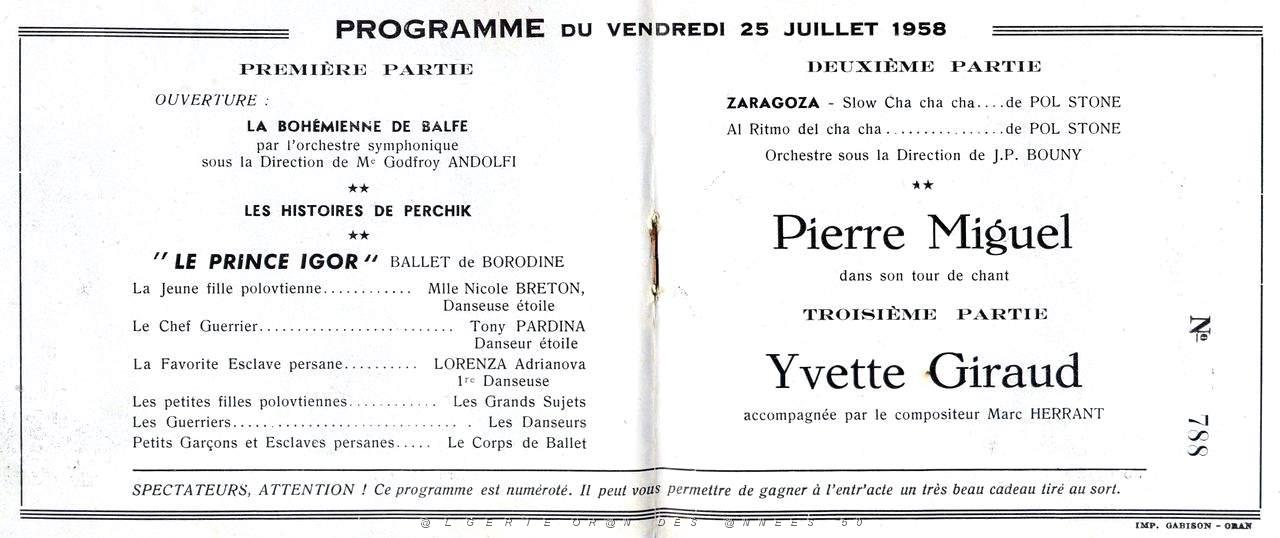 PROGRAMME DU VENDREDI 25 JUILLET 1958
PREMIÈRE PARTIE
OUVERTURE :
LA BOHÉMIENNE DE BALFE
par l'orchestre symphonique
sous la Direction de Me Godfroy ANDOLFI
★★
LES HISTOIRES DE PERCHIK
★★
"LE PRINCE IGOR" BALLET de BORODINE
La Jeune fille polovtienne............ Mlle Nicole BRETON,
Danseuse étoile
Le Chef Guerrier.......................... Tony PARDINA
Danseur étoile
La Favorite Esclave persane.......... LORENZA Adrianova
1re Danseuse
Les petites filles polovtiennes............ Les Grands Sujets
Les Guerriers.............................. . Les Danseurs
Petits Garçons et Esclaves persanes..... Le Corps de Ballet
DEUXIÈME PARTIE
ZARAGOZA - Slow Cha cha cha....de POL STONE
Al Ritmo del cha cha................de POL STONE
Orchestre sous la Direction de J.P. BOUNY
★★
Pierre Miguel
dans son tour de chant
TROISIÈME PARTIE
Yvette Giraud
accompagnée par le compositeur Marc HERRANT
No 788
SPECTATEURS, ATTENTION ! Ce programme est numéroté. Il peut vous permettre de gagner à l'entr'acte un très beau cadeau tiré au sort.
@LGERIE OR@N DES @NNEES 50
IMP. GABISON - ORAN